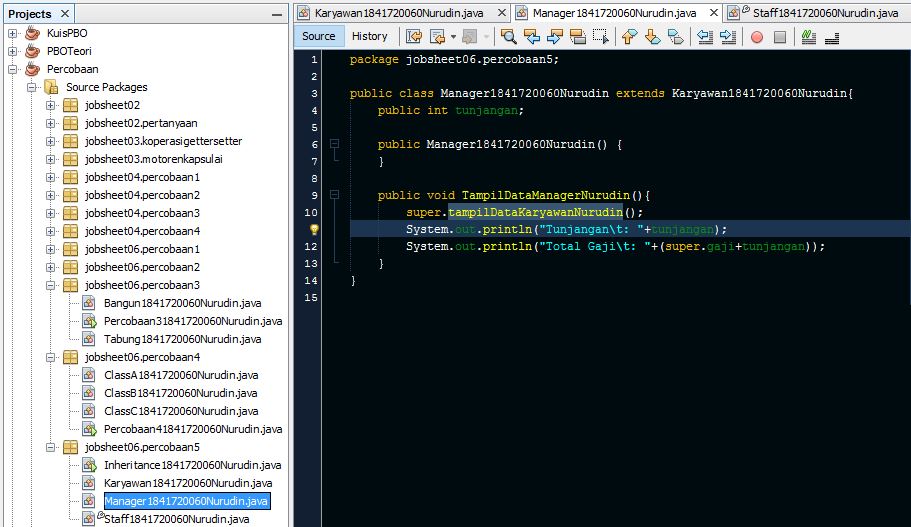 Projects
KuisPBO
PBOTeori
Percobaan
Source Packages
jobsheet02
jobsheet02.pertanyaan
jobsheet03.koperasigettersetter
jobsheet03.motorenkapsulai
jobsheet04.percobaan1
jobsheet04.percobaan2
jobsheet04.percobaan3
jobsheet04.percobaan4
jobsheet06.percobaan1
jobsheet06.percobaan2
jobsheet06.percobaan3
Bangun1841720060Nurudin.java
Percobaan31841720060Nurudin.java
Tabung1841720060Nurudin.java
jobsheet06.percobaan4
ClassA1841720060Nurudin.java
ClassB1841720060Nurudin.java
ClassC1841720060Nurudin.java
Percobaan41841720060Nurudin.java
jobsheet06.percobaan5
Inheritance1841720060Nurudin.java
Karyawan1841720060Nurudin.java
Manager1841720060Nurudin.java
Staff1841720060Nurudin.java
Karyawan1841720060Nurudin.java Manager1841720060Nurudin.java Staff1841720060Nurudin.java
Source History
1 package jobsheet06.percobaan5;
2
3 public class Manager1841720060Nurudin extends Karyawan1841720060Nurudin{
4 public int tunjangan;
5
6 public Manager1841720060Nurudin() {
7 }
8
9 public void TampilDataManagerNurudin(){
10 super.tampilDataKaryawanNurudin();
System.out.println("Tunjangan\t: "+tunjangan);
12 System.out.println("Total Gaji\t: "+(super.gaji+tunjangan));
13 }
14 }
15